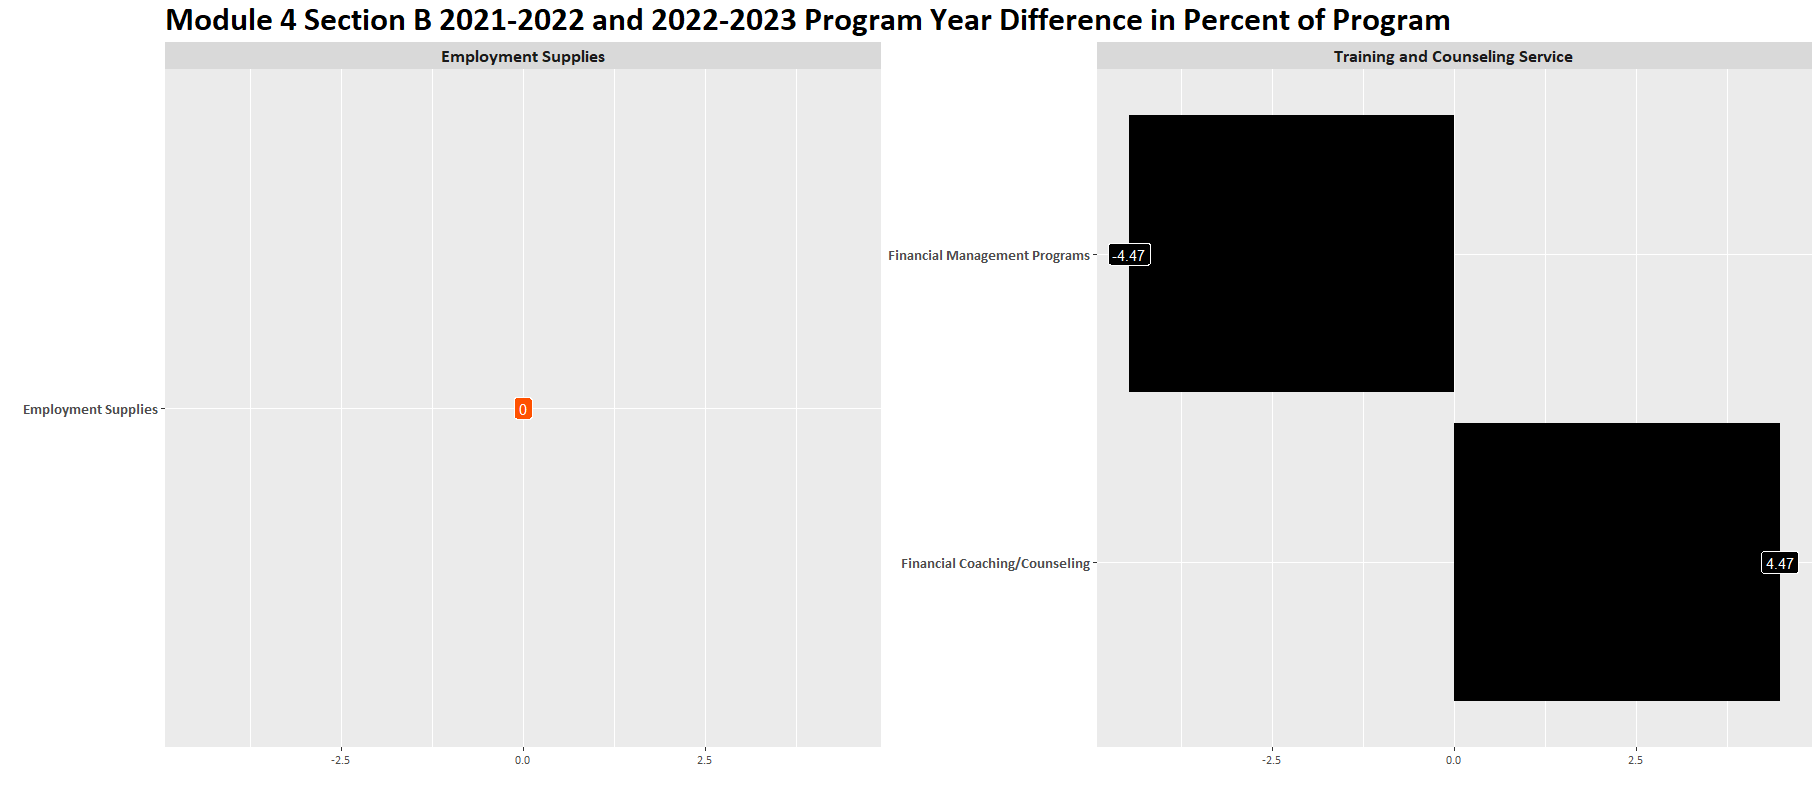 Module 4 Section B 2021-2022 and 2022-2023 Program Year Difference in Percent of Program
Employment Supplies
Employment Supplies
0
-2.5
0.0
2.5
Training and Counseling Service
Financial Management Programs
-4.47
Financial Coaching/Counseling
4.47
-2.5
0.0
2.5